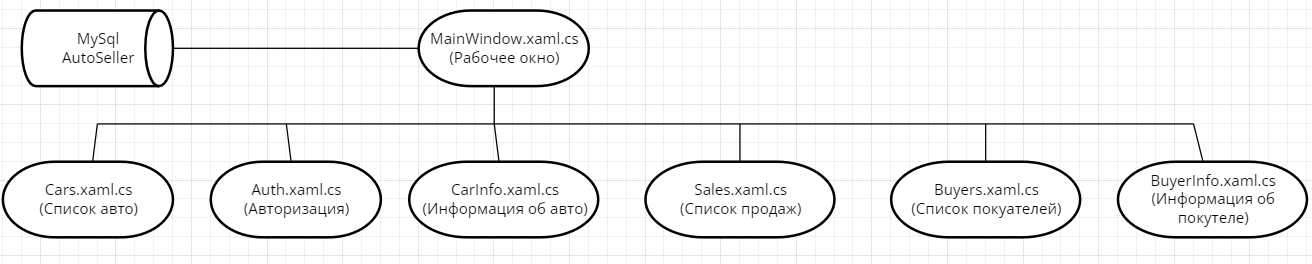 MySql
AutoSeller
MainWindow.xaml.cs
(Рабочее окно)
Cars.xaml.cs
(Список авто)
Auth.xaml.cs
(Авторизация)
CarInfo.xaml.cs
(Информация об авто)
Sales.xaml.cs
(Список продаж)
Buyers.xaml.cs
(Список покуателей)
BuyerInfo.xaml.cs
(Информация об
покутеле)